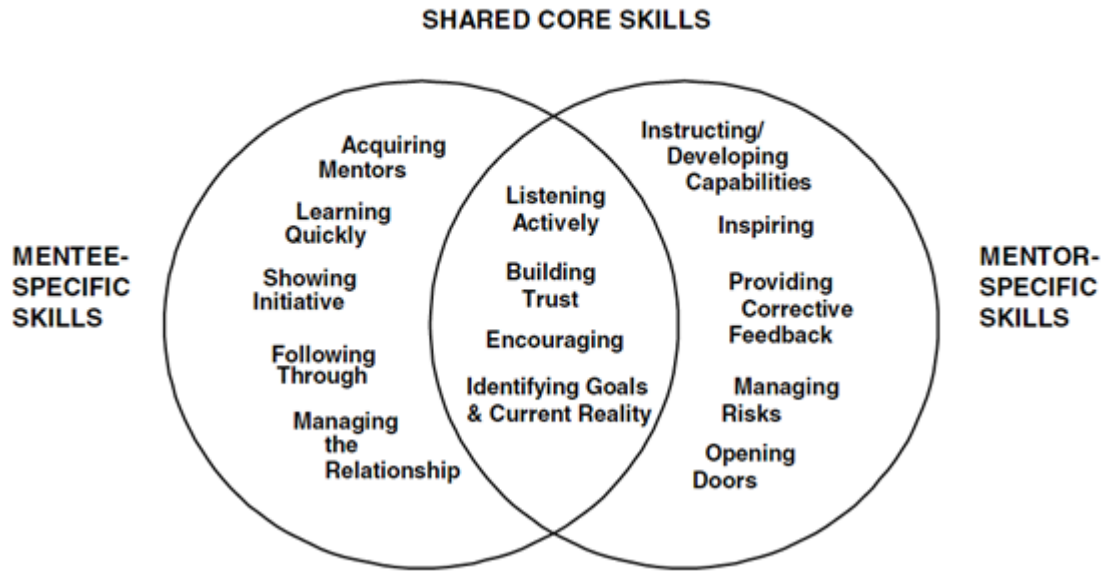 SHARED CORE SKILLS
MENTEE-
SPECIFIC
SKILLS
Acquiring
Mentors
Learning
Quickly
Showing
Initiative
Following
Through
Managing
the
Relationship
Listening
Actively
Building
Trust
Encouraging
Identifying Goals
& Current Reality
Instructing/
Developing
Capabilities
Inspiring
Providing
Corrective
Feedback
Managing
Risks
Opening
Doors
MENTOR-
SPECIFIC
SKILLS